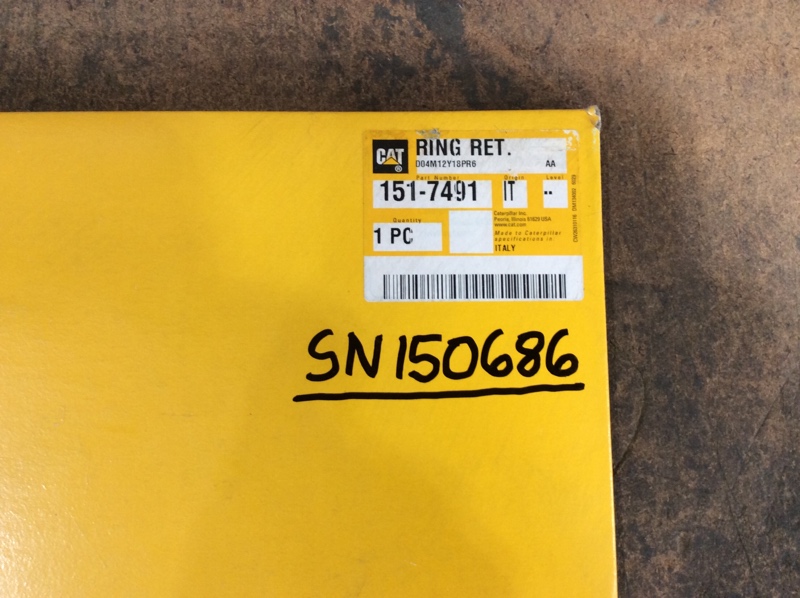 CAT
®
RING RET.
D04M12Y18PR6 AA
Part Number Origin Level
151-7491 IT --
Quantity
1 PC
Caterpillar Inc.
Peoria, Illinois 61629 USA
www.cat.com
Made to Caterpillar
specifications in
ITALY
SN150686